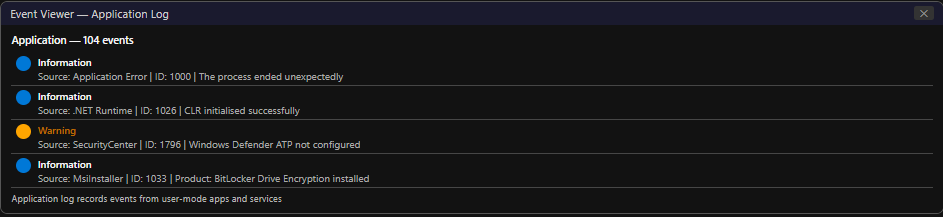 Event Viewer — Application Log
Application — 104 events
Information
Source: Application Error | ID: 1000 | The process ended unexpectedly
Information
Source: .NET Runtime | ID: 1026 | CLR initialised successfully
Warning
Source: SecurityCenter | ID: 1796 | Windows Defender ATP not configured
Information
Source: MsiInstaller | ID: 1033 | Product: BitLocker Drive Encryption installed
Application log records events from user-mode apps and services